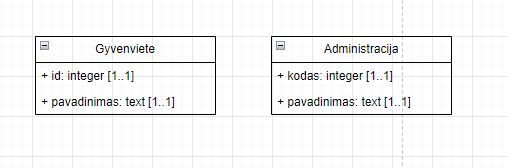 Gyvenviete
+ id: integer [1..1]
+ pavadinimas: text [1..1]
Administracija
+ kodas: integer [1..1]
+ pavadinimas: text [1..1]